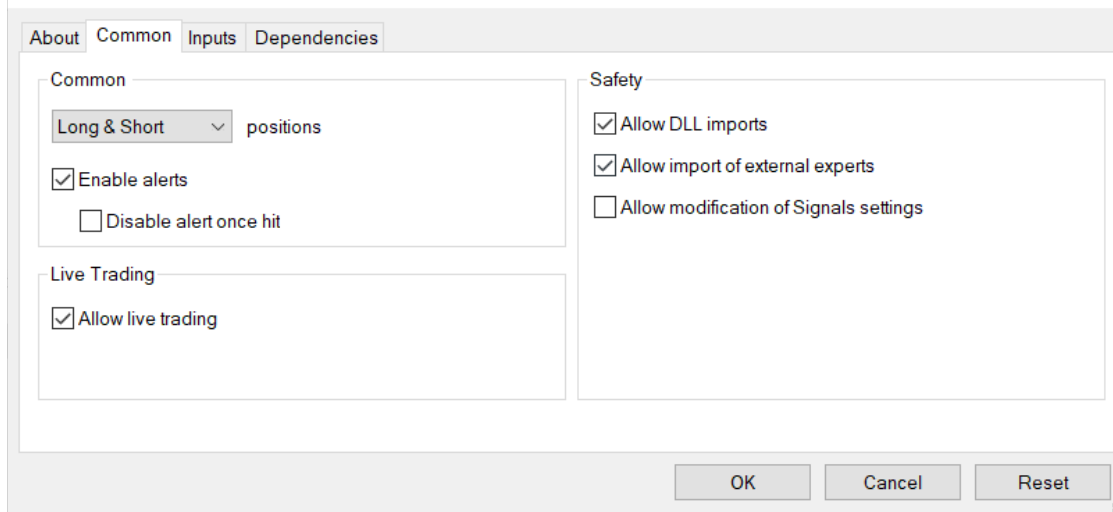 About Common Inputs Dependencies
Common
Long & Short positions
Enable alerts
Disable alert once hit
Live Trading
Allow live trading
Safety
Allow DLL imports
Allow import of external experts
Allow modification of Signals settings
OK Cancel Reset